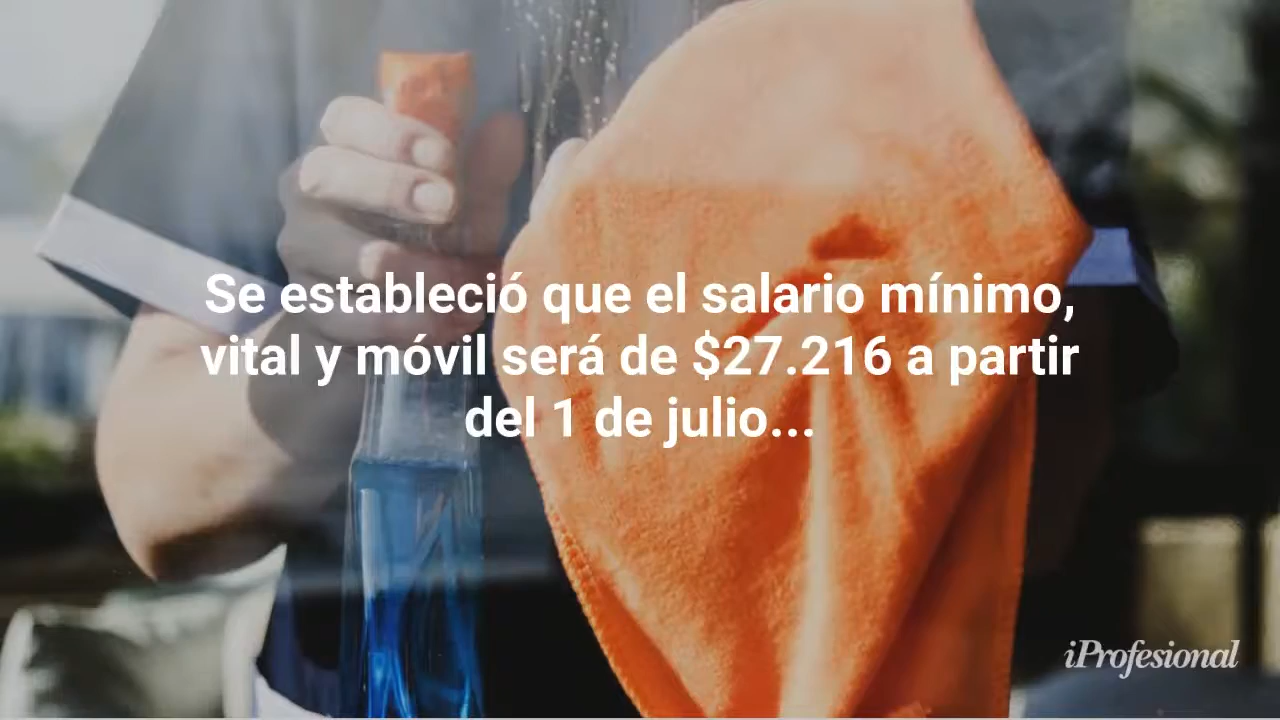 Se estableció que el salario mínimo,
vital y móvil será de $27.216 a partir
del 1 de julio...
iProfesional